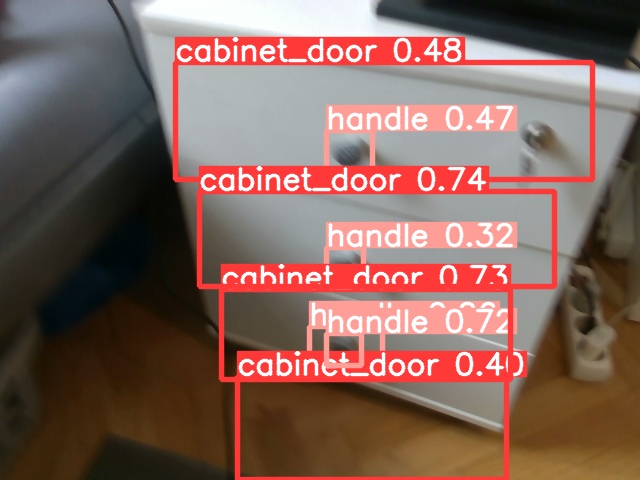 cabinet_door 0.48
handle 0.47
cabinet_door 0.74
handle 0.32
cabinet_door 0.73
handle 0.72
cabinet_door 0.40